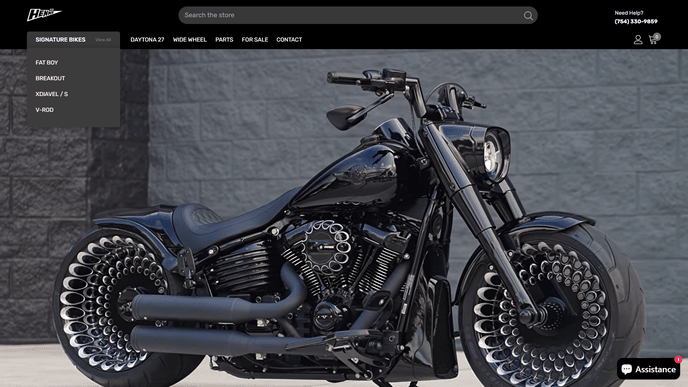 HENSI
Search the store
Need Help?
(754) 330-9859
0
SIGNATURE BIKES
View All
DAYTONA 27
WIDE WHEEL
PARTS
FOR SALE
CONTACT
FAT BOY
BREAKOUT
XDIAVEL / S
V-ROD
1
Assistance